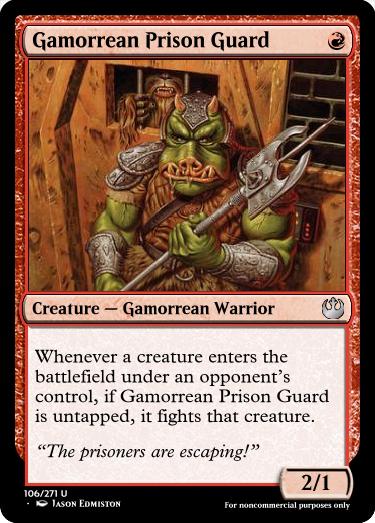 Gamorrean Prison Guard
Creature — Gamorrean Warrior
Whenever a creature enters the
battlefield under an opponent's
control, if Gamorrean Prison Guard
is untapped, it fights that creature.
“The prisoners are escaping!”
2/1
106/271 U
· Jason Edmiston
For noncommercial purposes only